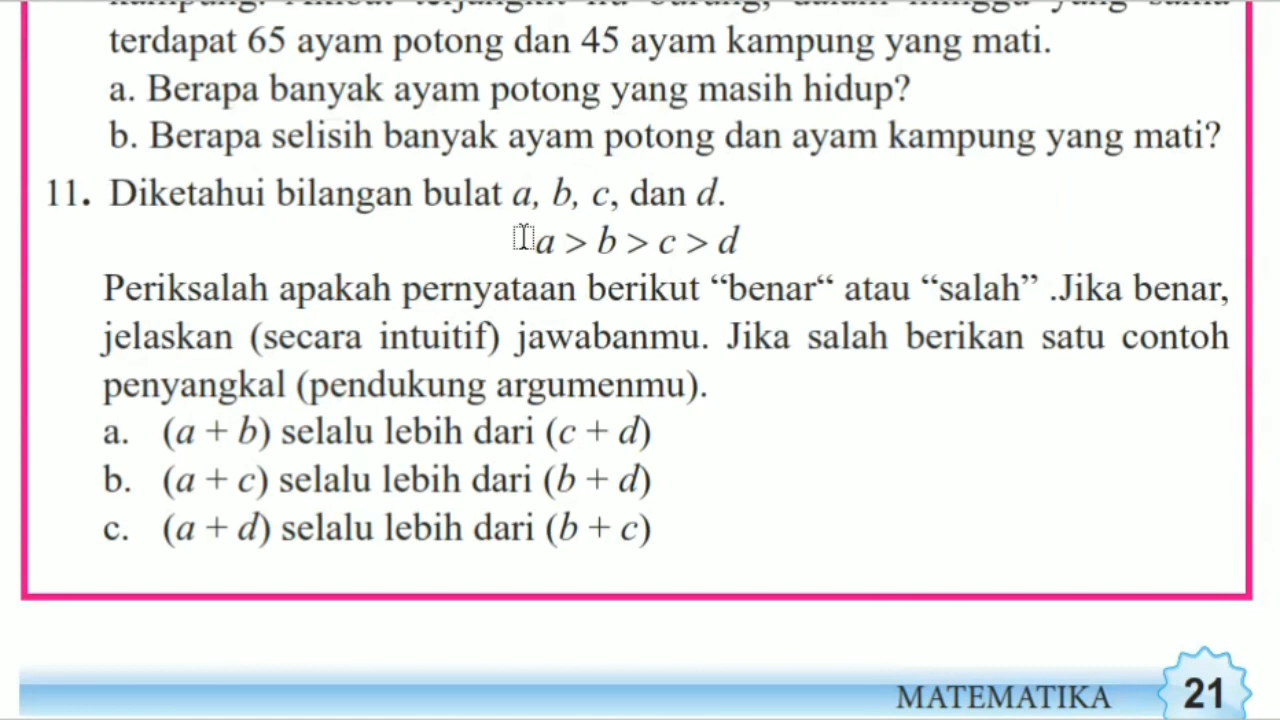 terdapat 65 ayam potong dan 45 ayam kampung yang mati.
a. Berapa banyak ayam potong yang masih hidup?
b. Berapa selisih banyak ayam potong dan ayam kampung yang mati?
11. Diketahui bilangan bulat a, b, c, dan d.
a > b > c > d
Periksalah apakah pernyataan berikut “benar“ atau “salah” .Jika benar,
jelaskan (secara intuitif) jawabanmu. Jika salah berikan satu contoh
penyangkal (pendukung argumenmu).
a. (a + b) selalu lebih dari (c + d)
b. (a + c) selalu lebih dari (b + d)
c. (a + d) selalu lebih dari (b + c)
MATEMATIKA 21